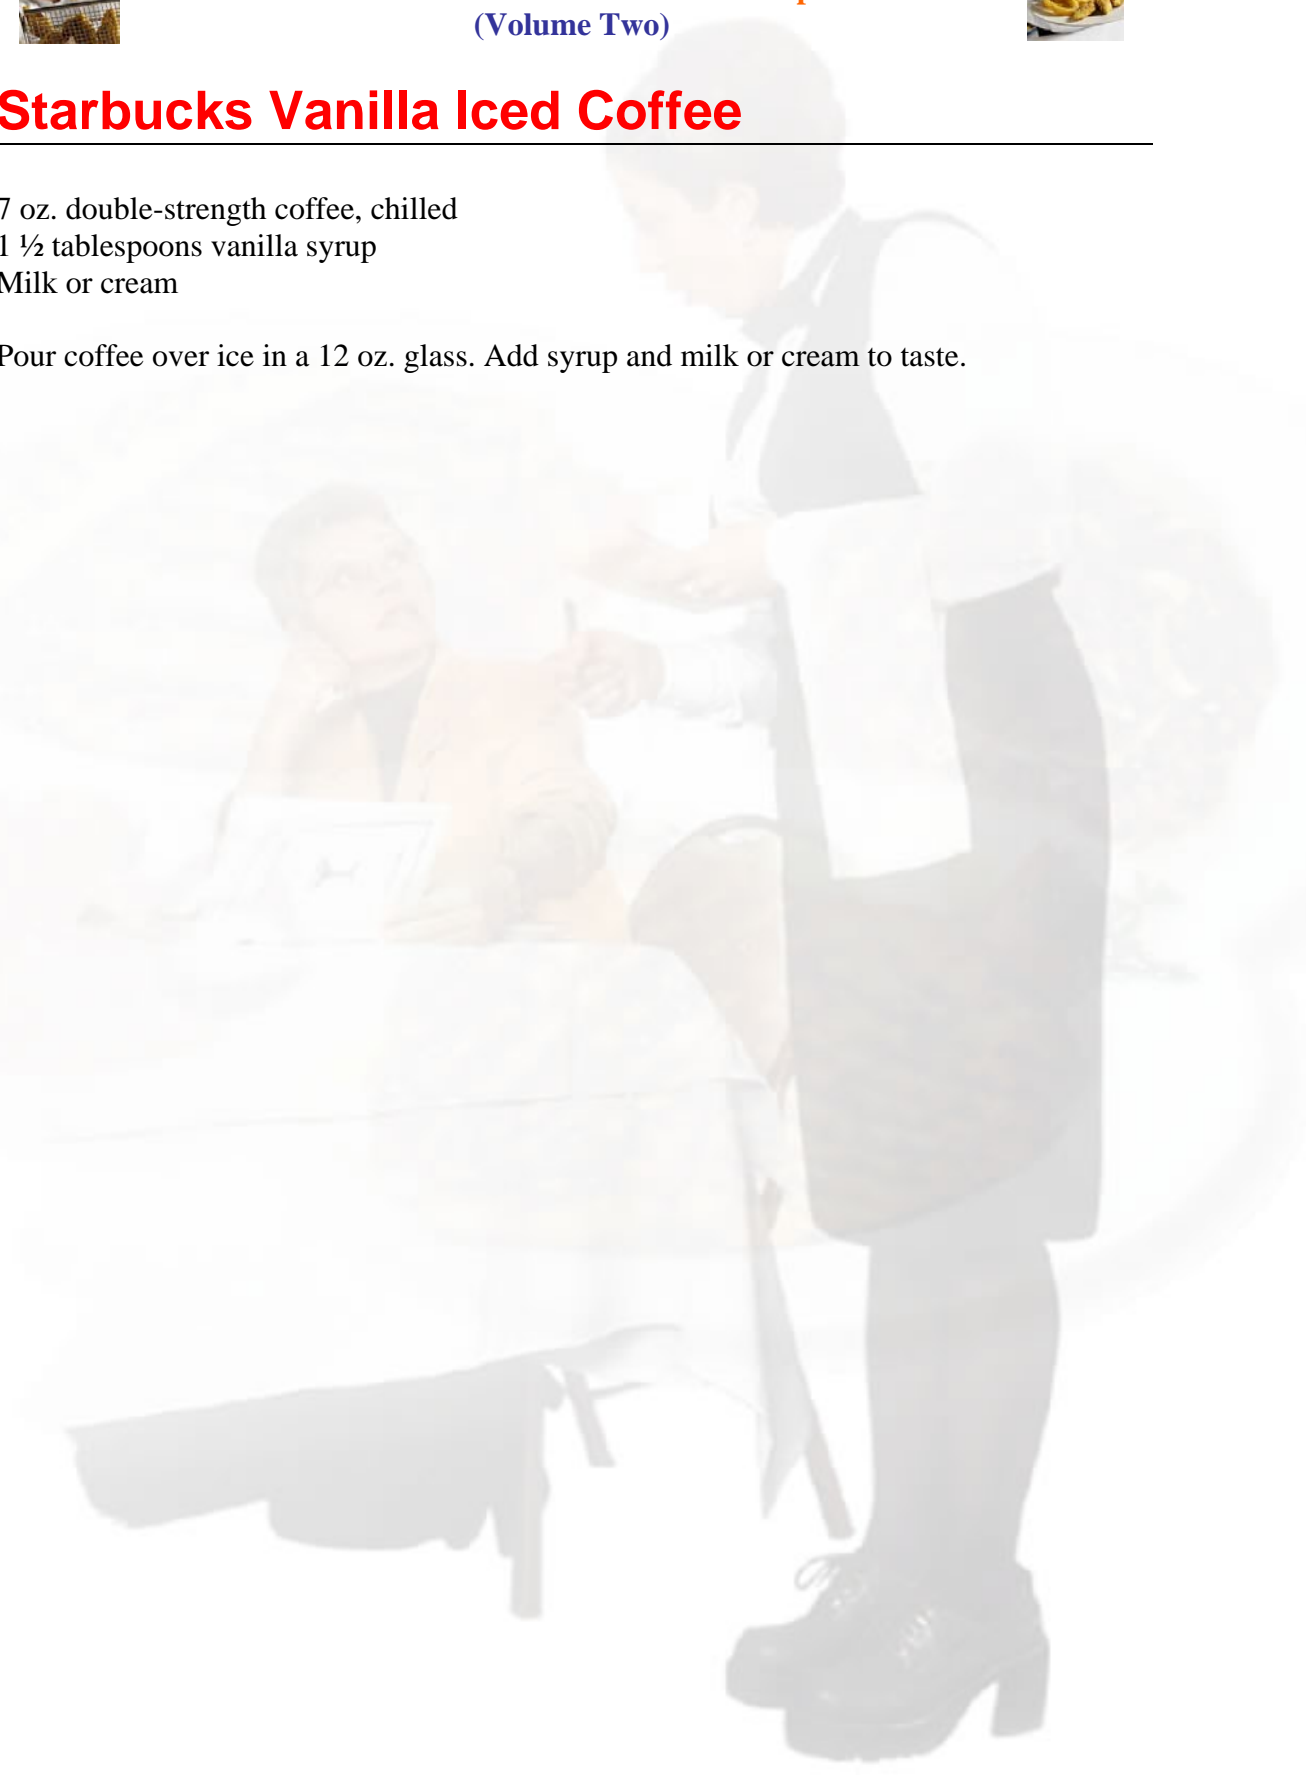 (Volume Two)
Starbucks Vanilla Iced Coffee
7 oz. double-strength coffee, chilled
1 ½ tablespoons vanilla syrup
Milk or cream
Pour coffee over ice in a 12 oz. glass. Add syrup and milk or cream to taste.